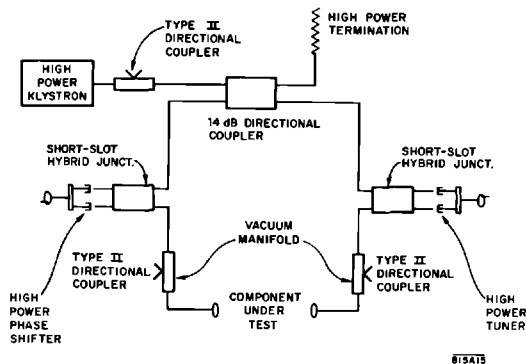 TYPE II
DIRECTIONAL
COUPLER
HIGH POWER
TERMINATION
HIGH
POWER
KLYSTRON
14 dB DIRECTIONAL
COUPLER
SHORT-SLOT
HYBRID JUNCT.
SHORT-SLOT
HYBRID JUNCT.
VACUUM
MANIFOLD
TYPE II
DIRECTIONAL
COUPLER
TYPE II
DIRECTIONAL
COUPLER
HIGH
POWER
PHASE
SHIFTER
COMPONENT
UNDER
TEST
HIGH
POWER
TUNER
815A15